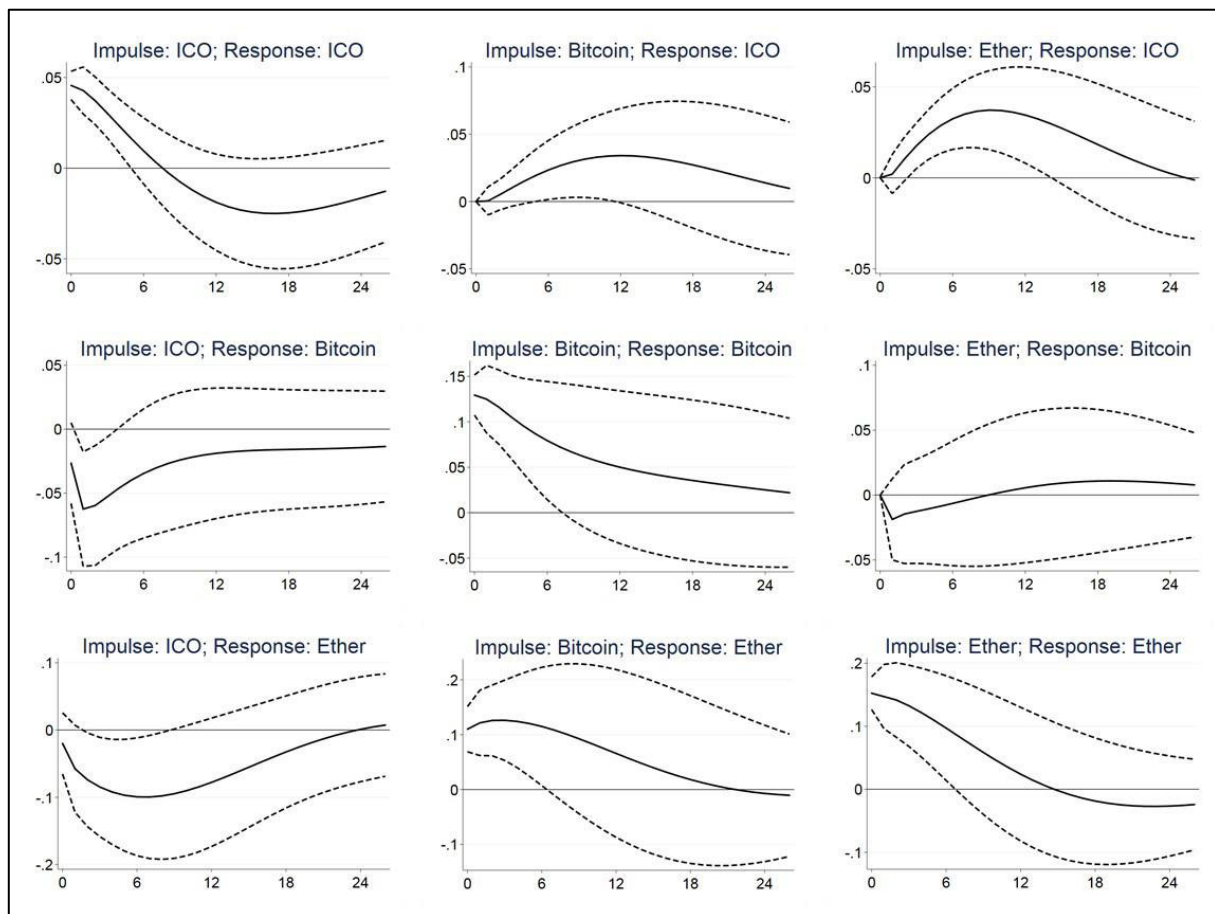 Impulse: ICO; Response: ICO
.05
0
-.05
0 6 12 18 24
Impulse: Bitcoin; Response: ICO
.1
.05
0
-.05
0 6 12 18 24
Impulse: Ether; Response: ICO
.05
0
-.05
0 6 12 18 24
Impulse: ICO; Response: Bitcoin
.05
0
-.05
-.1
0 6 12 18 24
Impulse: Bitcoin; Response: Bitcoin
.15
.1
.05
0
-.05
0 6 12 18 24
Impulse: Ether; Response: Bitcoin
.1
.05
0
-.05
0 6 12 18 24
Impulse: ICO; Response: Ether
.1
0
-.1
-.2
0 6 12 18 24
Impulse: Bitcoin; Response: Ether
.2
.1
0
-.1
0 6 12 18 24
Impulse: Ether; Response: Ether
.2
.1
0
-.1
0 6 12 18 24